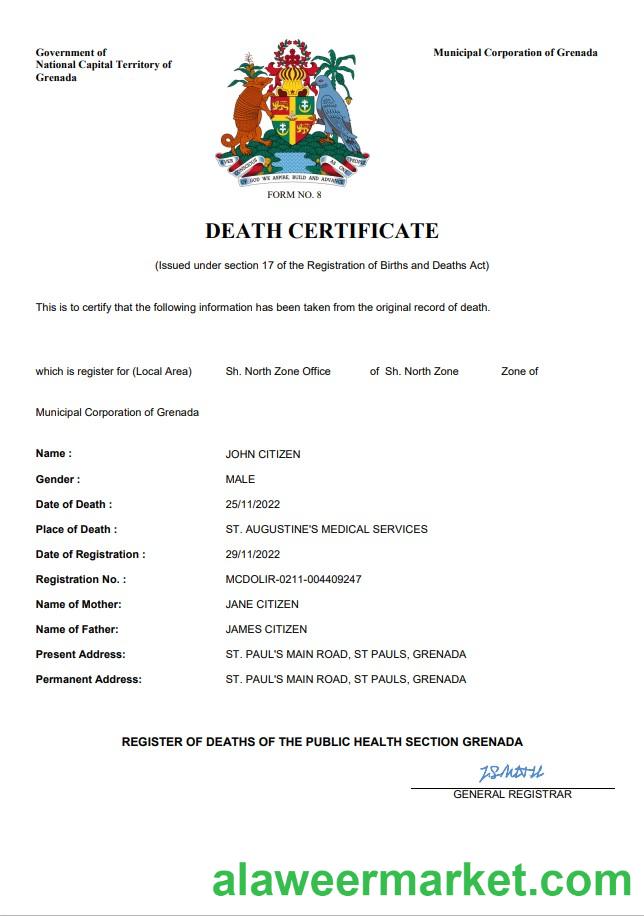 Government of
National Capital Territory of
Grenada
Municipal Corporation of Grenada
EVER CONSCIOUS OF GOD WE ASPIRE, BUILD AND ADVANCE AS ONE PEOPLE
FORM NO. 8
DEATH CERTIFICATE
(Issued under section 17 of the Registration of Births and Deaths Act)
This is to certify that the following information has been taken from the original record of death.
which is register for (Local Area) Sh. North Zone Office of Sh. North Zone Zone of
Municipal Corporation of Grenada
Name : JOHN CITIZEN
Gender : MALE
Date of Death : 25/11/2022
Place of Death : ST. AUGUSTINE'S MEDICAL SERVICES
Date of Registration : 29/11/2022
Registration No. : MCDOLIR-0211-004409247
Name of Mother: JANE CITIZEN
Name of Father: JAMES CITIZEN
Present Address: ST. PAUL'S MAIN ROAD, ST PAULS, GRENADA
Permanent Address: ST. PAUL'S MAIN ROAD, ST PAULS, GRENADA
REGISTER OF DEATHS OF THE PUBLIC HEALTH SECTION GRENADA
GENERAL REGISTRAR
alaweermarket.com